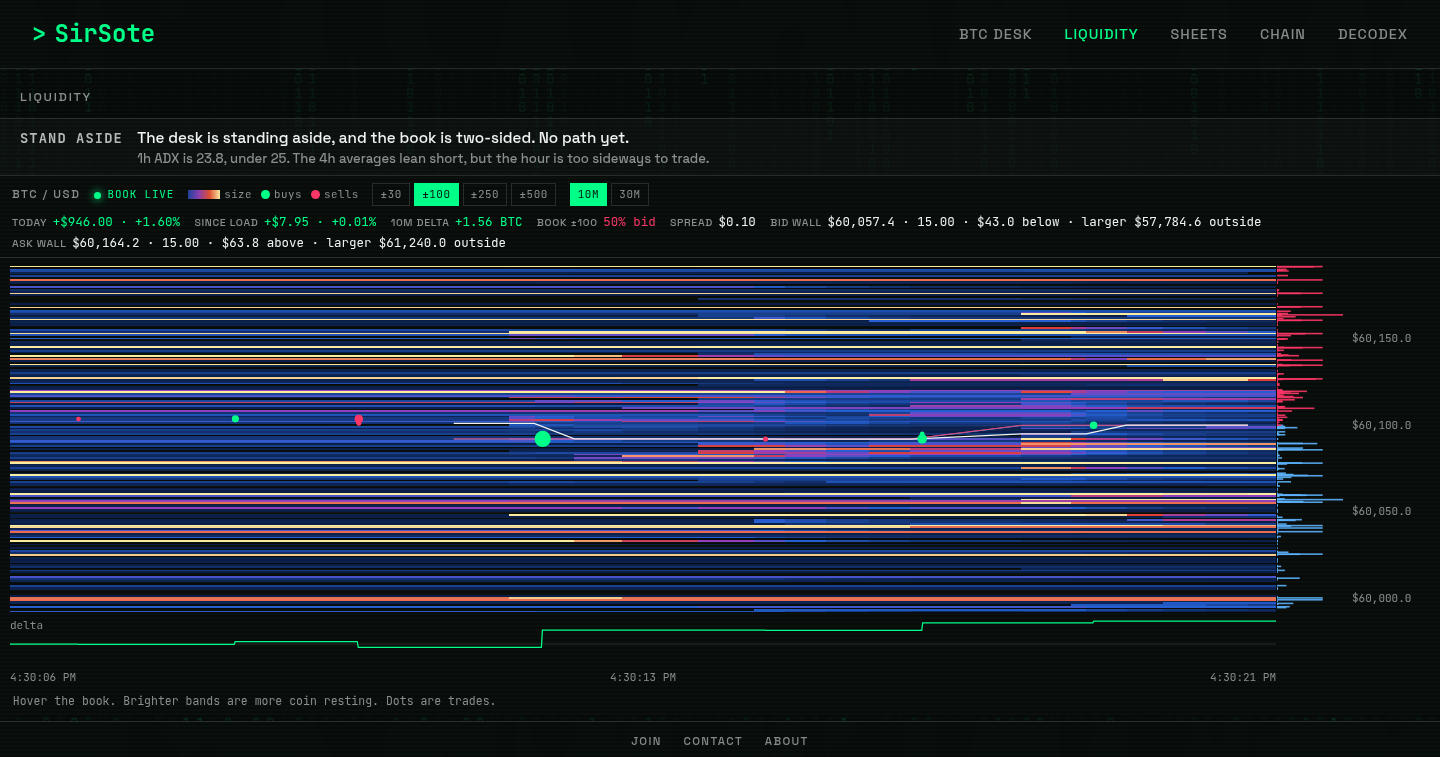 > SirSote
BTC DESK LIQUIDITY SHEETS CHAIN DECODEX
LIQUIDITY
STAND ASIDE The desk is standing aside, and the book is two-sided. No path yet.
1h ADX is 23.8, under 25. The 4h averages lean short, but the hour is too sideways to trade.
BTC / USD BOOK LIVE size buys sells ±30 ±100 ±250 ±500 10M 30M
TODAY +$946.00 · +1.60% SINCE LOAD +$7.95 · +0.01% 10M DELTA +1.56 BTC BOOK ±100 50% bid SPREAD $0.10 BID WALL $60,057.4 · 15.00 · $43.0 below · larger $57,784.6 outside
ASK WALL $60,164.2 · 15.00 · $63.8 above · larger $61,240.0 outside
$60,150.0
$60,100.0
$60,050.0
$60,000.0
delta
4:30:06 PM 4:30:13 PM 4:30:21 PM
Hover the book. Brighter bands are more coin resting. Dots are trades.
JOIN CONTACT ABOUT